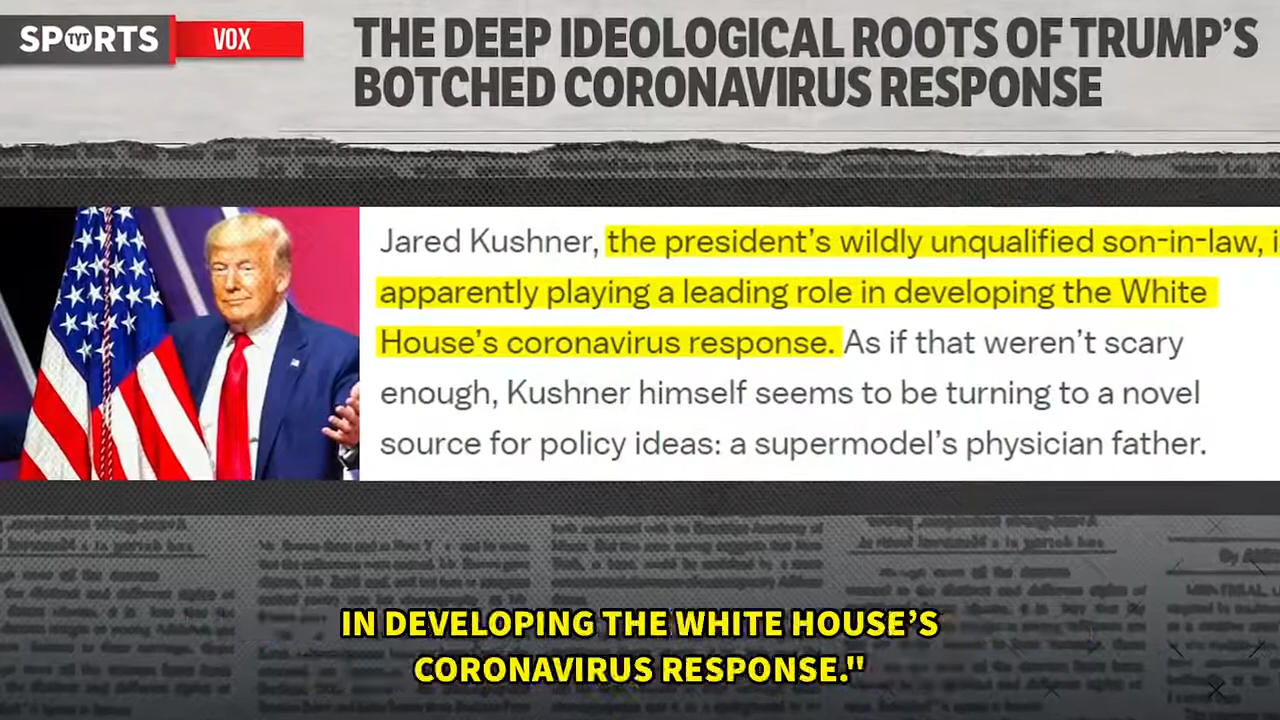 SPORTS
TYT
VOX
THE DEEP IDEOLOGICAL ROOTS OF TRUMP'S
BOTCHED CORONAVIRUS RESPONSE
Jared Kushner, the president's wildly unqualified son-in-law, i
apparently playing a leading role in developing the White
House's coronavirus response. As if that weren't scary
enough, Kushner himself seems to be turning to a novel
source for policy ideas: a supermodel's physician father.
IN DEVELOPING THE WHITE HOUSE'S
CORONAVIRUS RESPONSE."